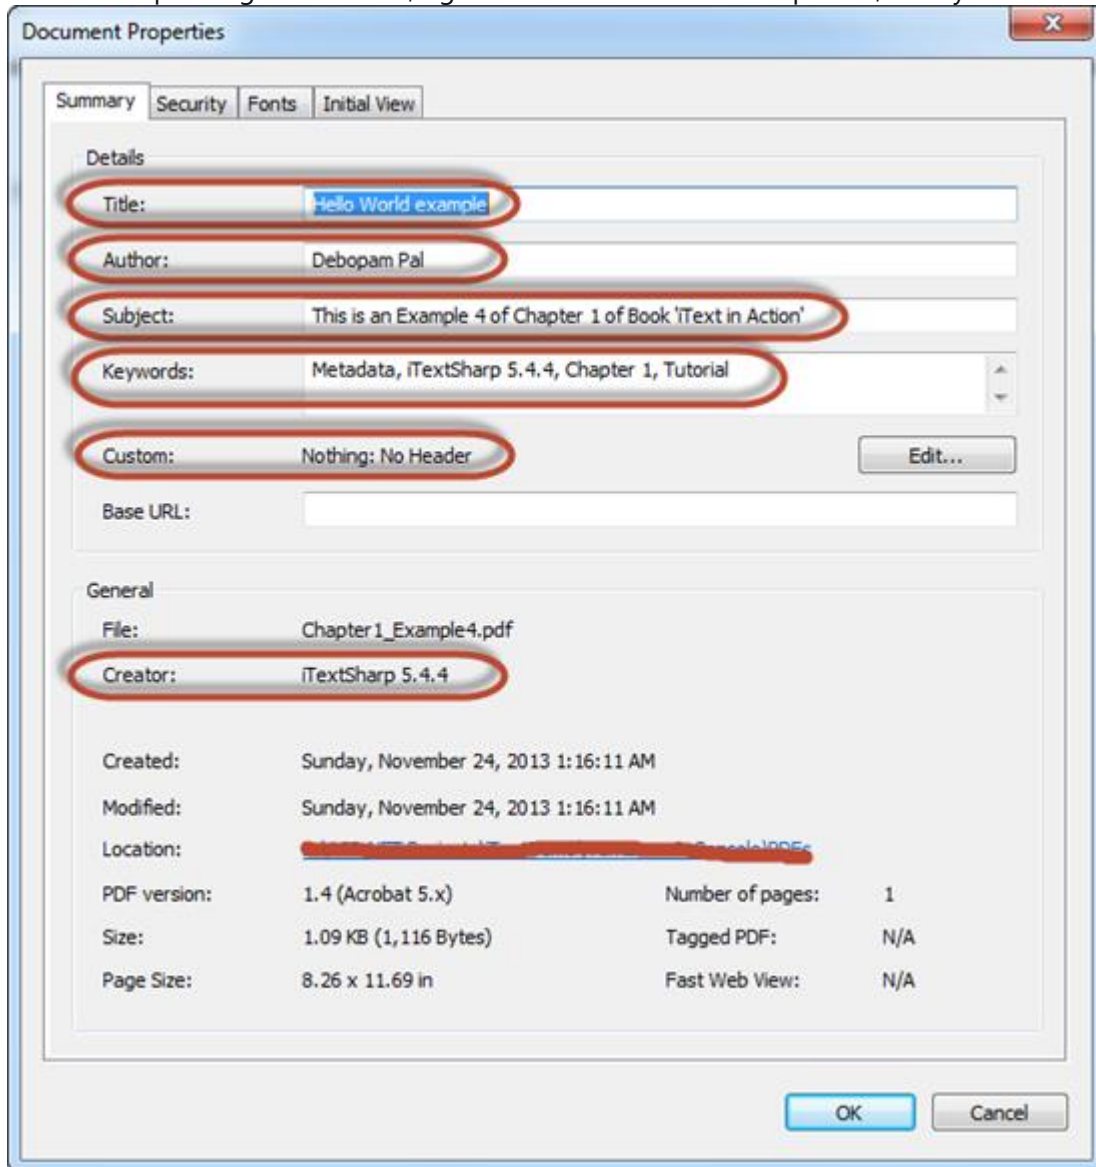 Document Properties
Summary Security Fonts Initial View
Details
Title: Hello World example
Author: Debopam Pal
Subject: This is an Example 4 of Chapter 1 of Book 'iText in Action'
Keywords: Metadata, iTextSharp 5.4.4, Chapter 1, Tutorial
Custom: Nothing: No Header Edit...
Base URL:
General
File: Chapter1_Example4.pdf
Creator: iTextSharp 5.4.4
Created: Sunday, November 24, 2013 1:16:11 AM
Modified: Sunday, November 24, 2013 1:16:11 AM
Location:
PDF version: 1.4 (Acrobat 5.x) Number of pages: 1
Size: 1.09 KB (1,116 Bytes) Tagged PDF: N/A
Page Size: 8.26 x 11.69 in Fast Web View: N/A
OK Cancel